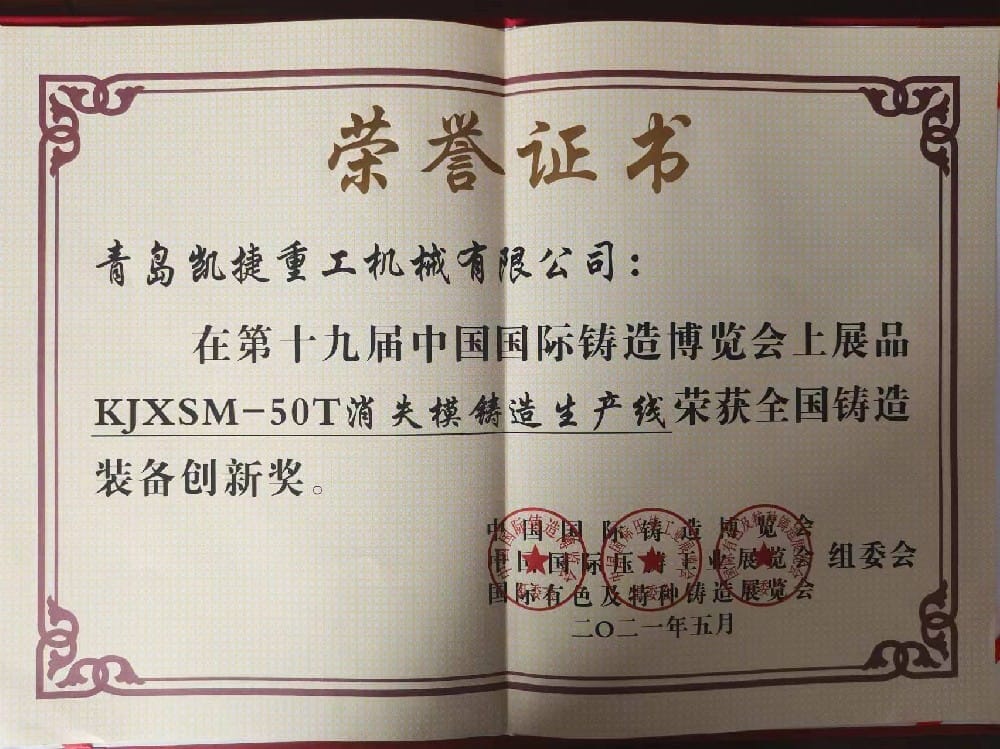 荣誉证书
青岛凯捷重工机械有限公司：
在第十九届中国国际铸造博览会上展品
KJXSM-50T消失模铸造生产线荣获全国铸造
装备创新奖。
中国国际铸造博览会
中国国际压铸工业展览会 组委会
国际有色及特种铸造展览会
二〇二一年五月